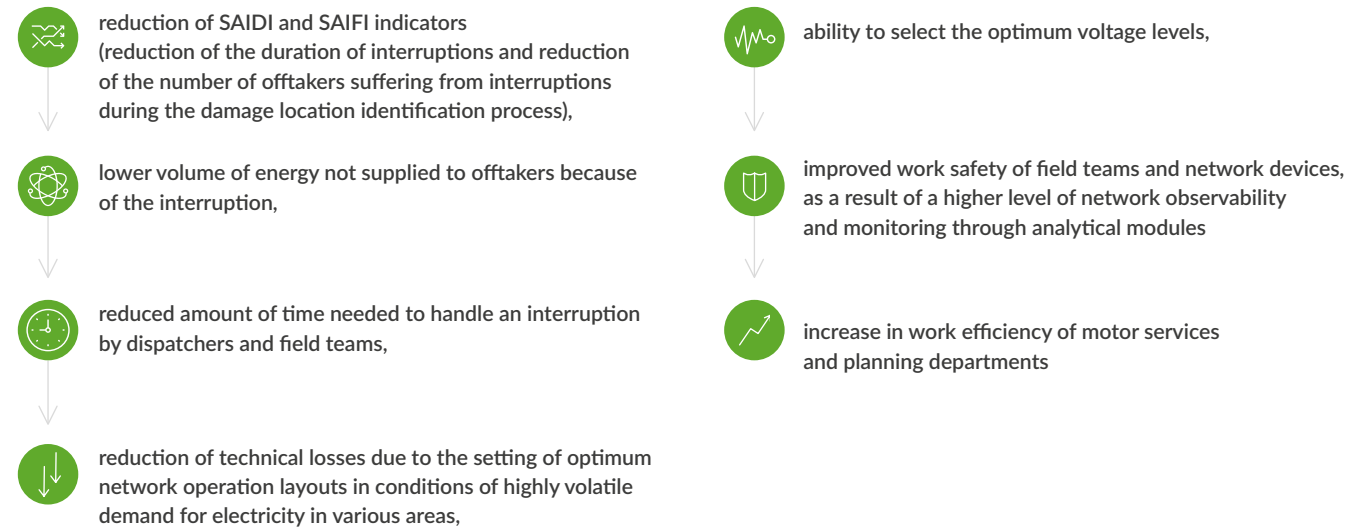 reduction of SAIDI and SAIFI indicators
(reduction of the duration of interruptions and reduction
of the number of offtakers suffering from interruptions
during the damage location identification process),
lower volume of energy not supplied to offtakers because
of the interruption,
reduced amount of time needed to handle an interruption
by dispatchers and field teams,
reduction of technical losses due to the setting of optimum
network operation layouts in conditions of highly volatile
demand for electricity in various areas,
ability to select the optimum voltage levels,
improved work safety of field teams and network devices,
as a result of a higher level of network observability
and monitoring through analytical modules
increase in work efficiency of motor services
and planning departments